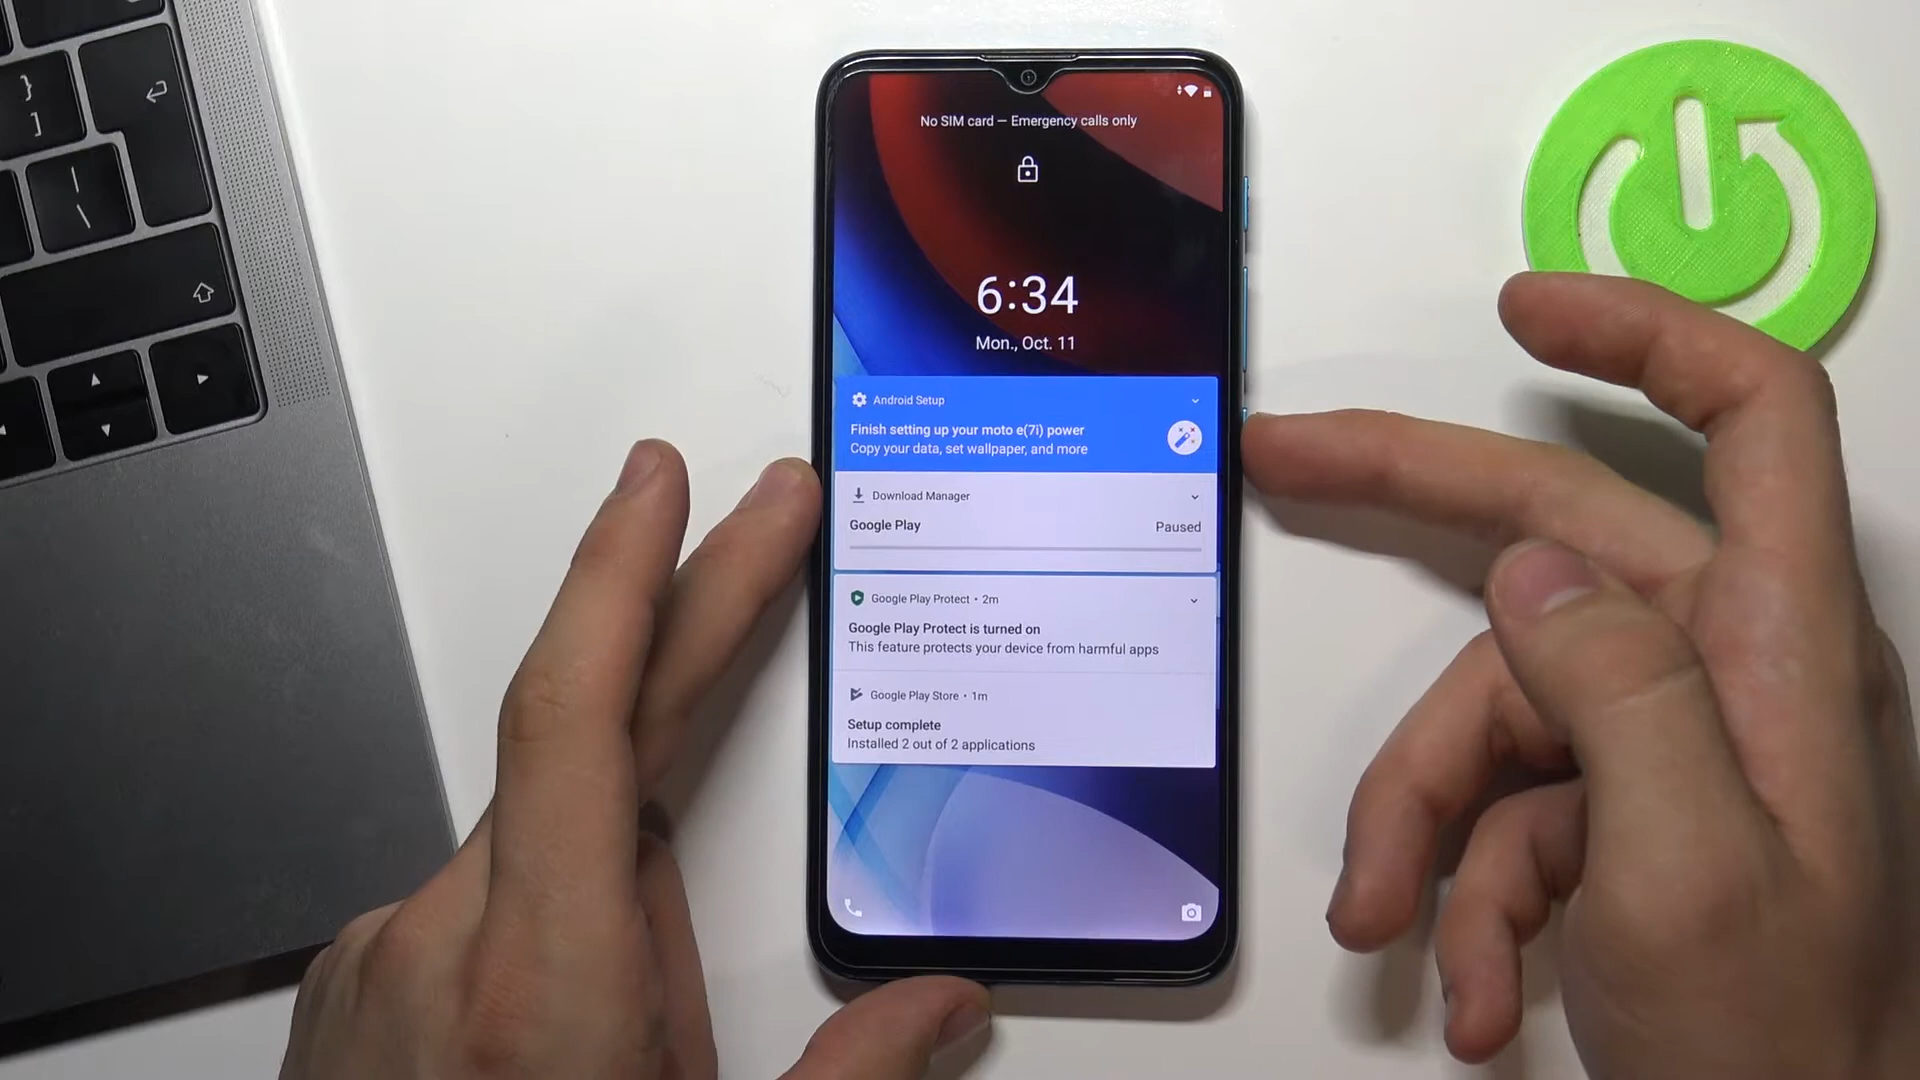 No SIM card — Emergency calls only
6:34
Mon., Oct. 11
Android Setup
Finish setting up your moto e(7i) power
Copy your data, set wallpaper, and more
Download Manager
Google Play
Paused
Google Play Protect • 2m
Google Play Protect is turned on
This feature protects your device from harmful apps
Google Play Store • 1m
Setup complete
Installed 2 out of 2 applications
}
]
|
\